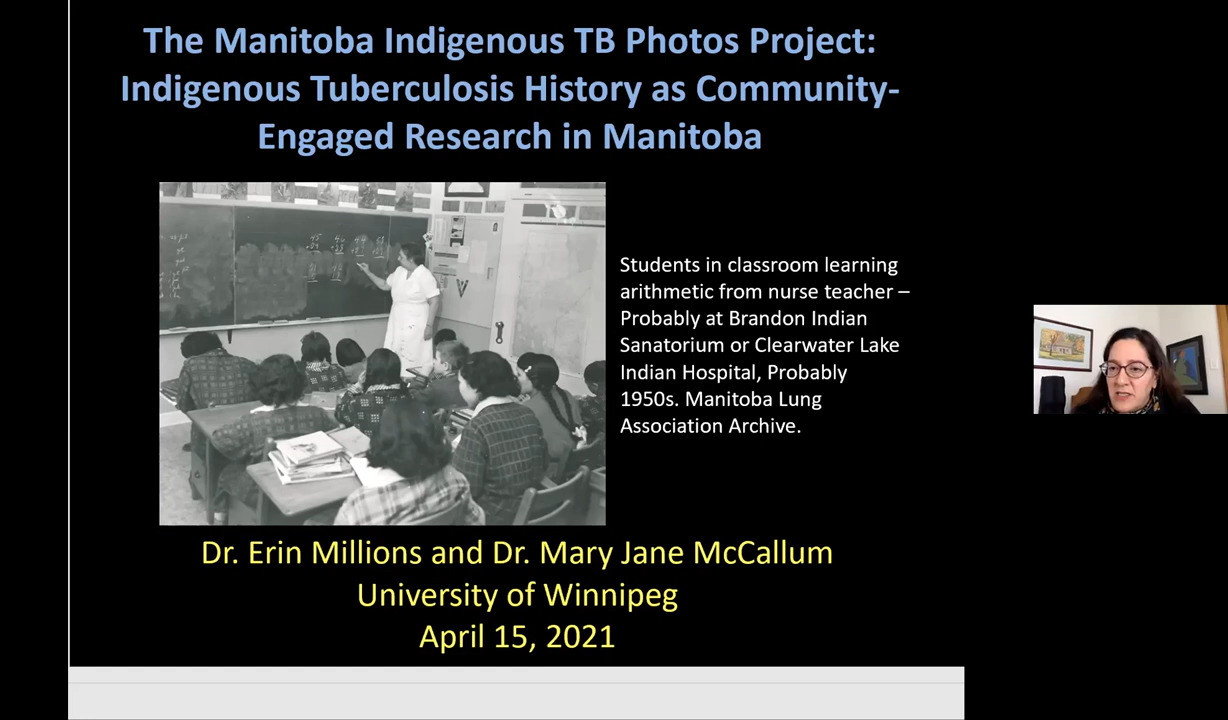 The Manitoba Indigenous TB Photos Project:
Indigenous Tuberculosis History as Community-
Engaged Research in Manitoba
Students in classroom learning
arithmetic from nurse teacher –
Probably at Brandon Indian
Sanatorium or Clearwater Lake
Indian Hospital, Probably
1950s. Manitoba Lung
Association Archive.
Dr. Erin Millions and Dr. Mary Jane McCallum
University of Winnipeg
April 15, 2021